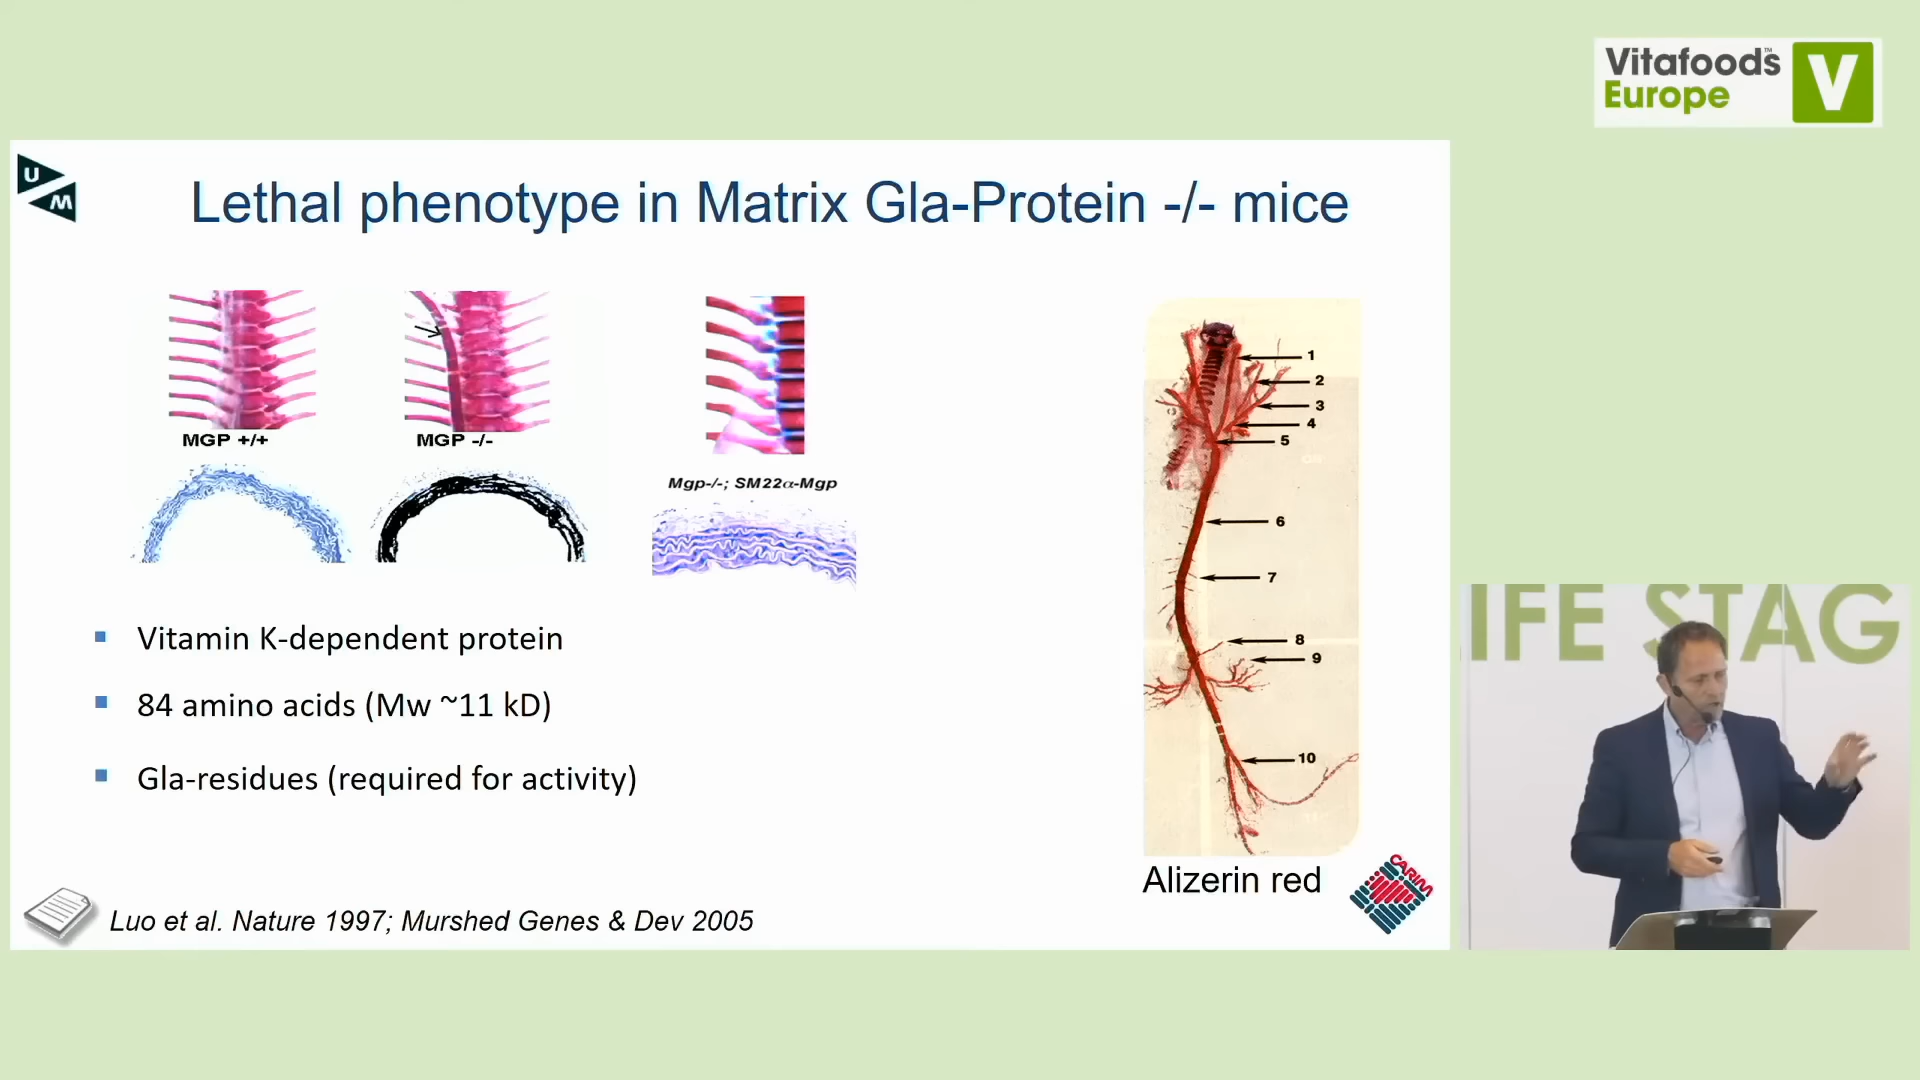 Vitafoods™
Europe
V
U
M
Lethal phenotype in Matrix Gla-Protein -/- mice
MGP +/+
MGP -/-
Mgp-/-; SM22α-Mgp
1
2
3
4
5
6
7
8
9
10
Vitamin K-dependent protein
84 amino acids (Mw ~11 kD)
Gla-residues (required for activity)
Alizerin red
CARIM
Luo et al. Nature 1997; Murshed Genes & Dev 2005
IFE STAG